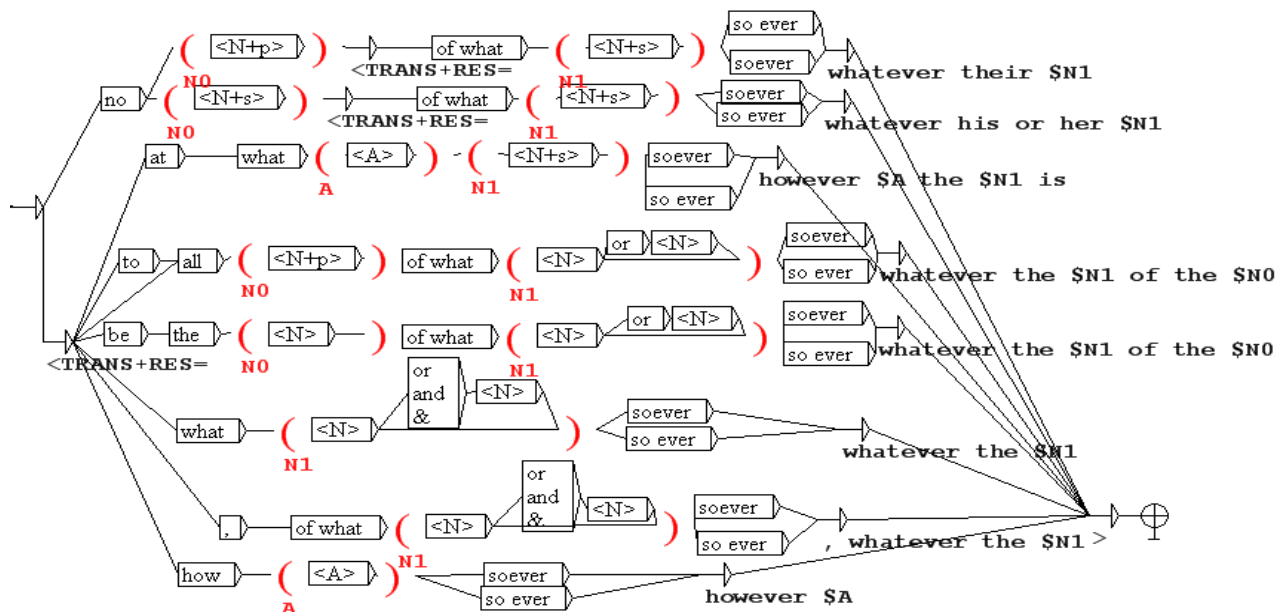 no ( <N+p> ) of what ( <N+s> ) so ever
soever
N0 <TRANS+RES= N1 whatever their $N1
( <N+s> ) of what ( <N+s> ) soever
so ever
N0 <TRANS+RES= N1 whatever his or her $N1
at what ( <A> ) ( <N+s> ) soever
so ever
A N1 however $A the $N1 is
to all ( <N+p> ) of what ( <N> or <N> ) soever
so ever
N0 N1 whatever the $N1 of the $N0
be the ( <N> ) of what ( <N> or <N> ) soever
so ever
<TRANS+RES= N0 N1 whatever the $N1 of the $N0
what ( <N> or
and
& <N> ) soever
so ever
N1 whatever the $N1
, of what ( <N> or
and
& <N> ) soever
so ever
N1 , whatever the $N1 >
how ( <A> ) soever
so ever
A however $A